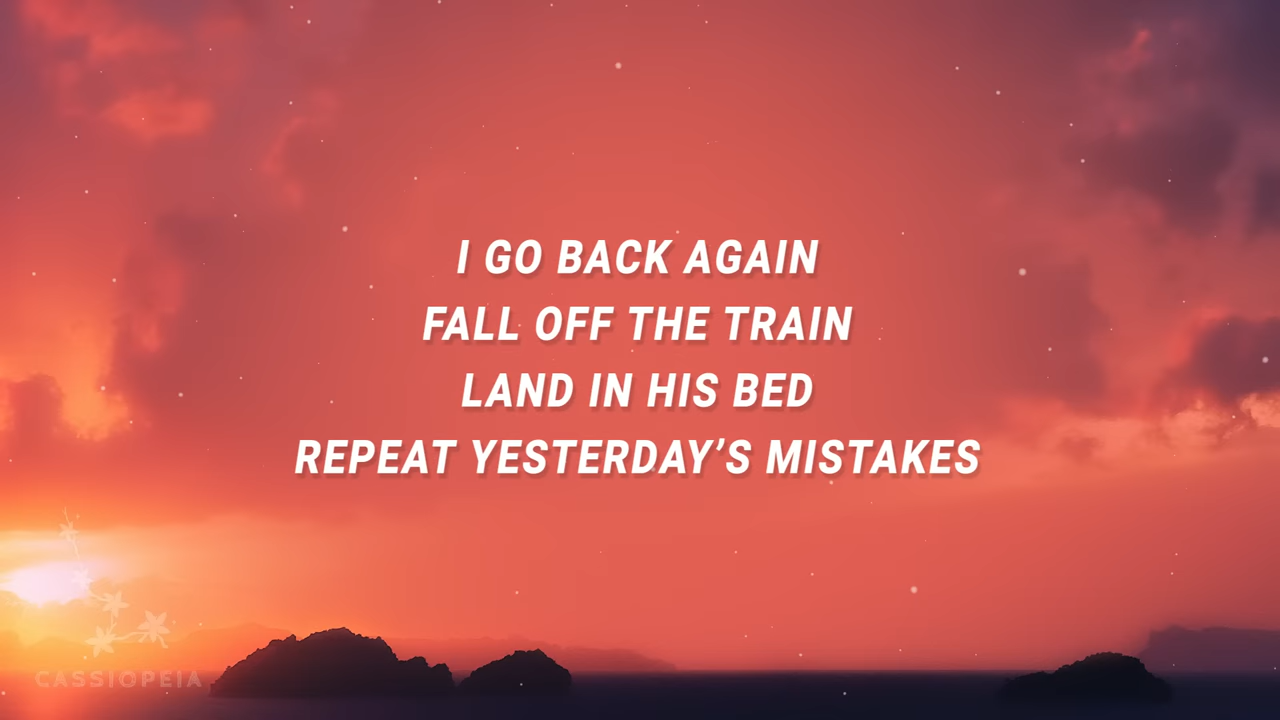 I GO BACK AGAIN
FALL OFF THE TRAIN
LAND IN HIS BED
REPEAT YESTERDAY’S MISTAKES
CASSIOPEIA